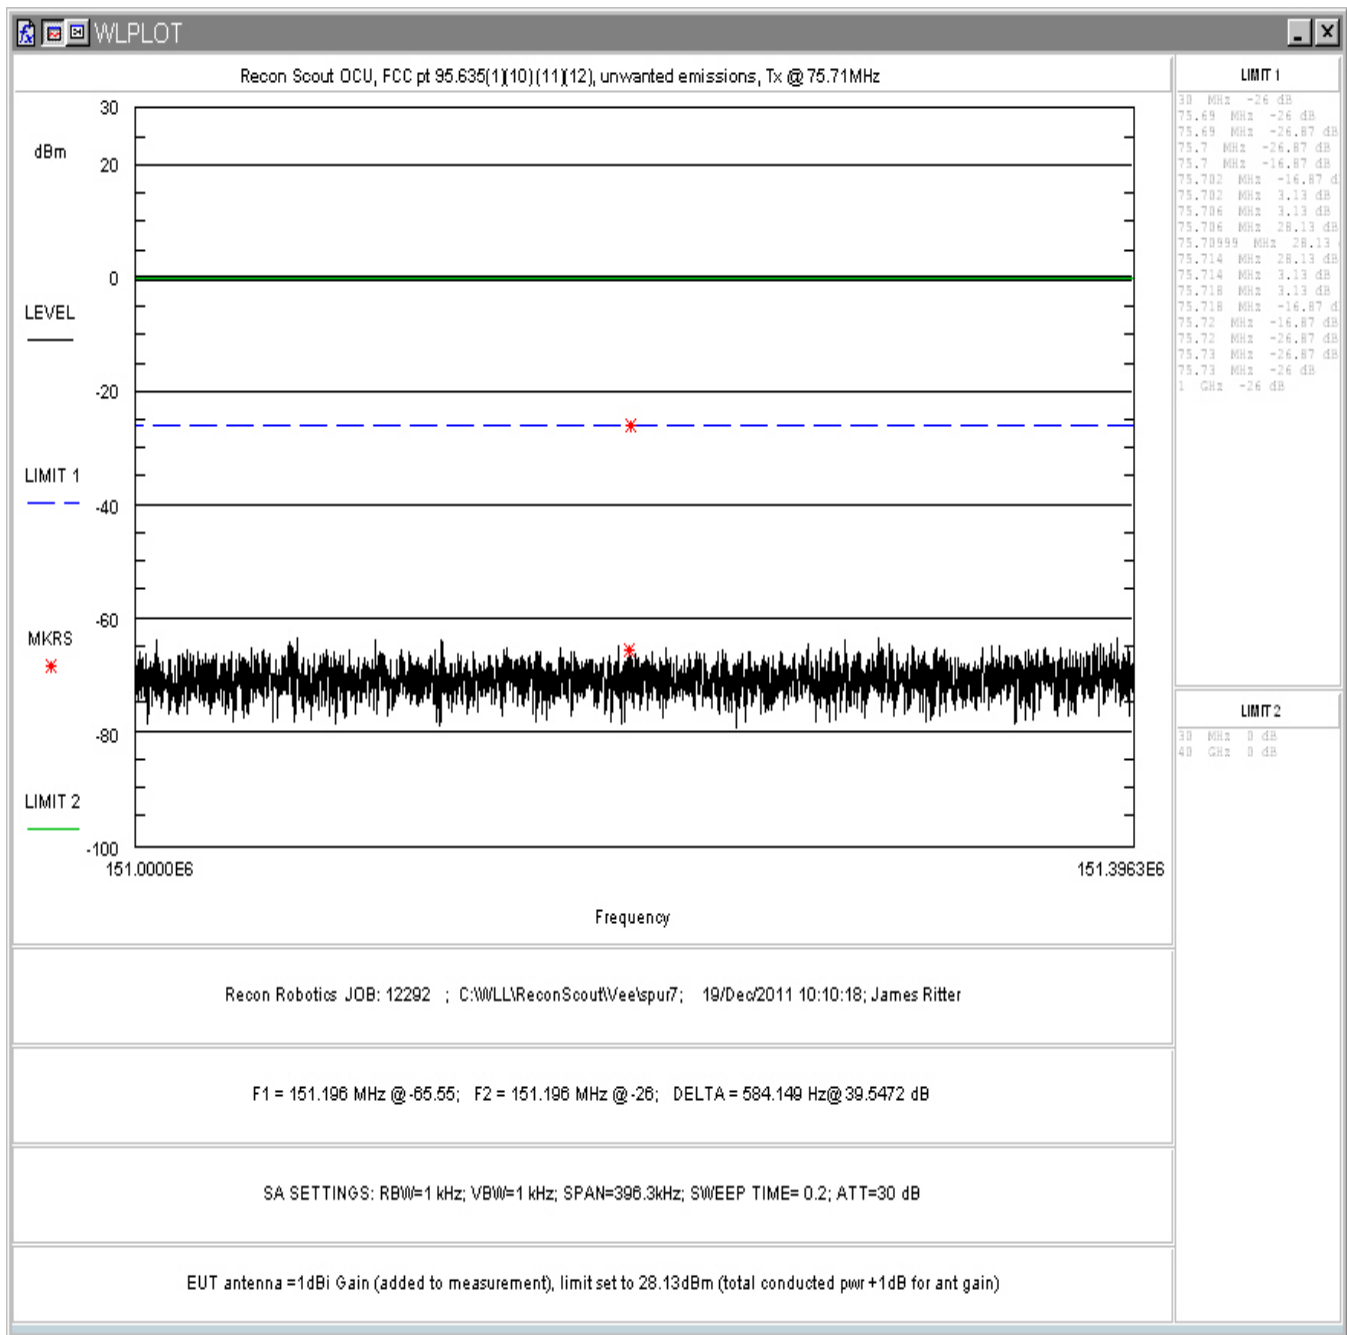 WLPLOT
Recon Scout OCU, FCC pt 95.635(1)(10)(11)(12), unwanted emissions, Tx @ 75.71MHz
30
dBm
20
0
LEVEL
-20
LIMIT 1
-40
-60
MKRS
-80
LIMIT 2
-100
151.0000E6
151.3963E6
Frequency
Recon Robotics JOB: 12292 ; C:\WLL\ReconScout\Vee\spur7; 19/Dec/2011 10:10:18; James Ritter
F1 = 151.196 MHz @ -65.55; F2 = 151.196 MHz @ -26; DELTA = 584.149 Hz@ 39.5472 dB
SA SETTINGS: RBW=1 kHz; VBW=1 kHz; SPAN=396.3kHz; SWEEP TIME= 0.2; ATT=30 dB
EUT antenna =1dBi Gain (added to measurement), limit set to 28.13dBm (total conducted pwr +1dB for ant gain)
LIMIT 1
30 MHz -26 dB
75.69 MHz -26 dB
75.69 MHz -26.87 dB
75.7 MHz -26.87 dB
75.7 MHz -16.87 dB
75.702 MHz -16.87 d
75.702 MHz 3.13 dB
75.706 MHz 3.13 dB
75.706 MHz 28.13 dB
75.70999 MHz 28.13
75.714 MHz 28.13 dB
75.714 MHz 3.13 dB
75.718 MHz 3.13 dB
75.718 MHz -16.87 d
75.72 MHz -16.87 dB
75.72 MHz -26.87 dB
75.73 MHz -26.87 dB
75.73 MHz -26 dB
1 GHz -26 dB
LIMIT 2
30 MHz 0 dB
40 GHz 0 dB